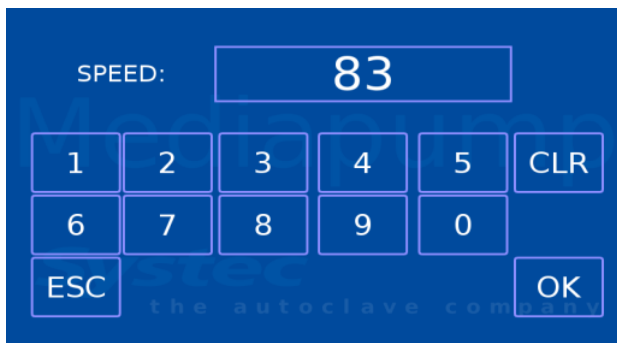 SPEED: 83
Mediapump
1 2 3 4 5 CLR
6 7 8 9 0
Systec
ESC OK
the autoclave company